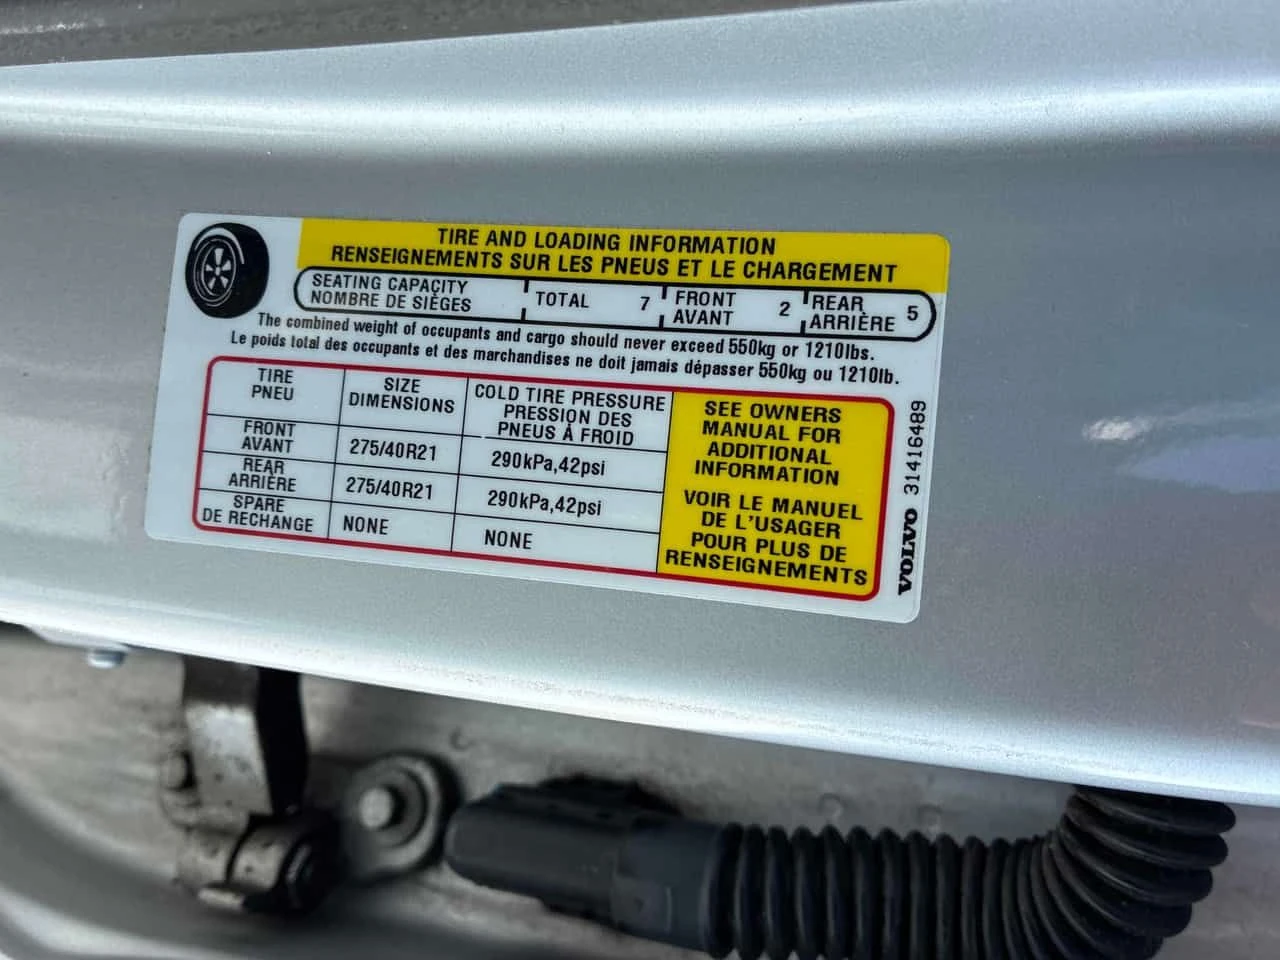 TIRE AND LOADING INFORMATION
RENSEIGNEMENTS SUR LES PNEUS ET LE CHARGEMENT
SEATING CAPACITY
NOMBRE DE SIÈGES
TOTAL 7
FRONT
AVANT 2
REAR
ARRIÈRE 5
The combined weight of occupants and cargo should never exceed 550kg or 1210lbs.
Le poids total des occupants et des marchandises ne doit jamais dépasser 550kg ou 1210lb.
TIRE
PNEU
SIZE
DIMENSIONS
COLD TIRE PRESSURE
PRESSION DES
PNEUS À FROID
FRONT
AVANT
275/40R21
290kPa,42psi
REAR
ARRIÈRE
275/40R21
290kPa,42psi
SPARE
DE RECHANGE
NONE
NONE
SEE OWNERS
MANUAL FOR
ADDITIONAL
INFORMATION
VOIR LE MANUEL
DE L'USAGER
POUR PLUS DE
RENSEIGNEMENTS
VOLVO 31416489